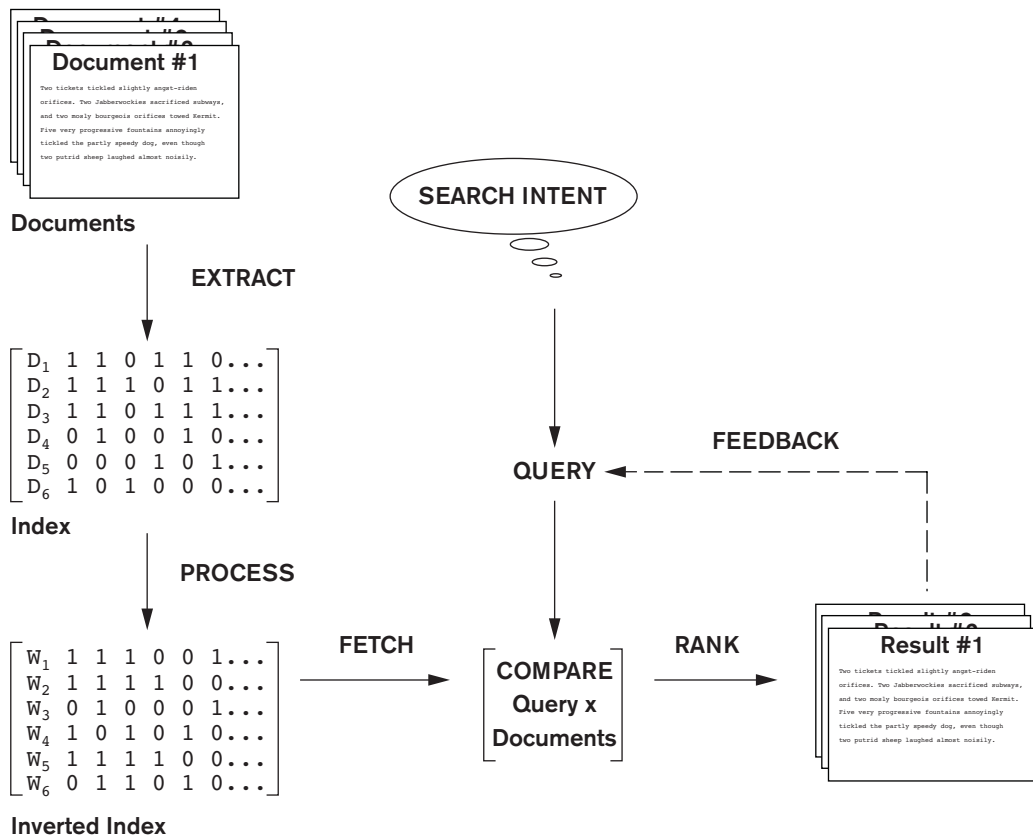 Document #1
Two tickets tickled slightly angst-riden
orifices. Two Jabberwockies sacrificed subways,
and two mosly bourgeois orifices towed Kermit.
Five very progressive fountains annoyingly
tickled the partly speedy dog, even though
two putrid sheep laughed almost noisily.
Documents
SEARCH INTENT
EXTRACT
D1 1 1 0 1 1 0...
D2 1 1 1 0 1 1...
D3 1 1 0 1 1 1...
D4 0 1 0 0 1 0...
D5 0 0 0 1 0 1...
D6 1 0 1 0 0 0...
Index
FEEDBACK
QUERY
PROCESS
W1 1 1 1 0 0 1...
W2 1 1 1 1 0 0...
W3 0 1 0 0 0 1...
W4 1 0 1 0 1 0...
W5 1 1 1 1 0 0...
W6 0 1 1 0 1 0...
Inverted Index
FETCH
COMPARE
Query x
Documents
RANK
Result #1
Two tickets tickled slightly angst-riden
orifices. Two Jabberwockies sacrificed subways,
and two mosly bourgeois orifices towed Kermit.
Five very progressive fountains annoyingly
tickled the partly speedy dog, even though
two putrid sheep laughed almost noisily.